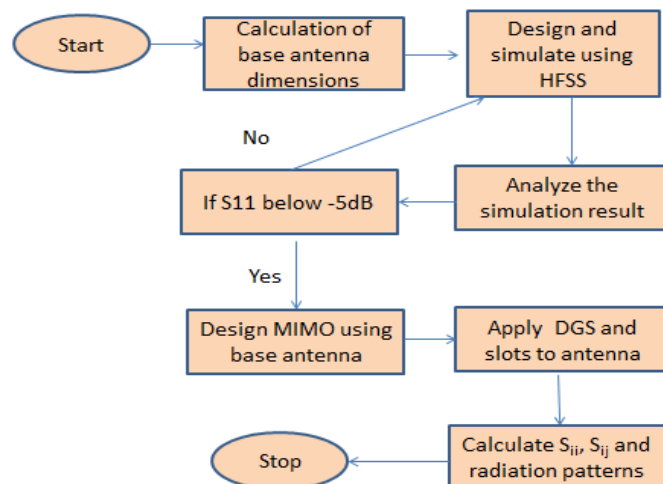 Start
Calculation of
base antenna
dimensions
Design and
simulate using
HFSS
No
If S11 below -5dB
Analyze the
simulation result
Yes
Design MIMO using
base antenna
Apply DGS and
slots to antenna
Stop
Calculate Sii, Sij and
radiation patterns